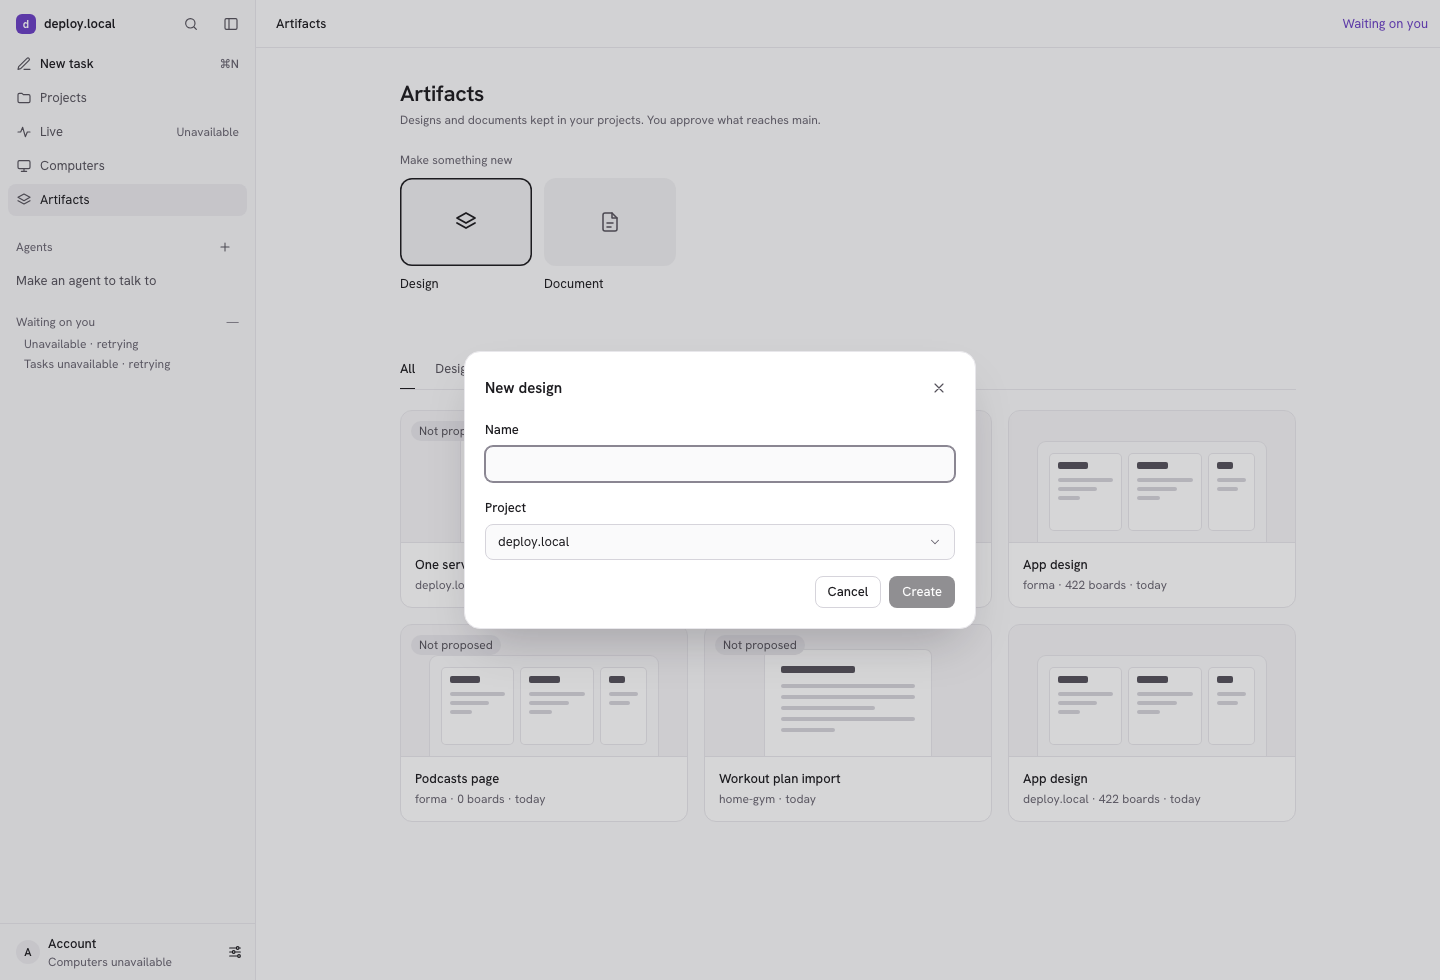 d deploy.local
New task ⌘N
Projects
Live Unavailable
Computers
Artifacts
Agents
Make an agent to talk to
Waiting on you —
Unavailable · retrying
Tasks unavailable · retrying
A Account
Computers unavailable
Artifacts
Waiting on you
Artifacts
Designs and documents kept in your projects. You approve what reaches main.
Make something new
Design
Document
All
New design
Name
Project
deploy.local
Cancel
Create
Not
One
App design
forma · 422 boards · today
Not proposed
Podcasts page
forma · 0 boards · today
Not proposed
Workout plan import
home-gym · today
App design
deploy.local · 422 boards · today